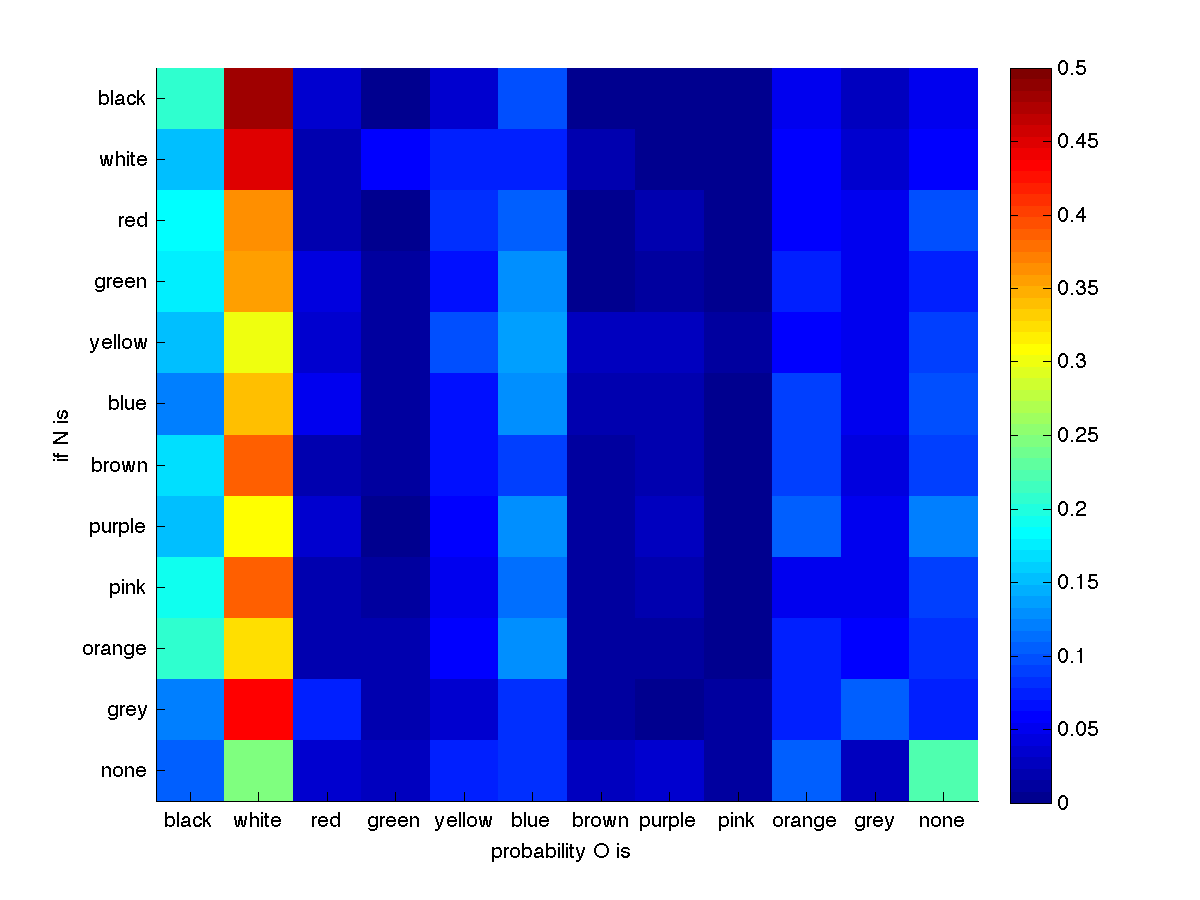 black
white
red
green
yellow
blue
brown
purple
pink
orange
grey
none
if N is
black white red green yellow blue brown purple pink orange grey none
probability O is
0.5
0.45
0.4
0.35
0.3
0.25
0.2
0.15
0.1
0.05
0